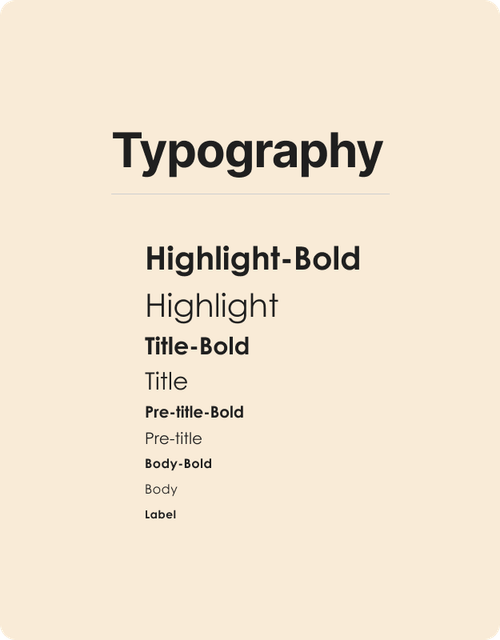 Typography
Highlight-Bold
Highlight
Title-Bold
Title
Pre-title-Bold
Pre-title
Body-Bold
Body
Label